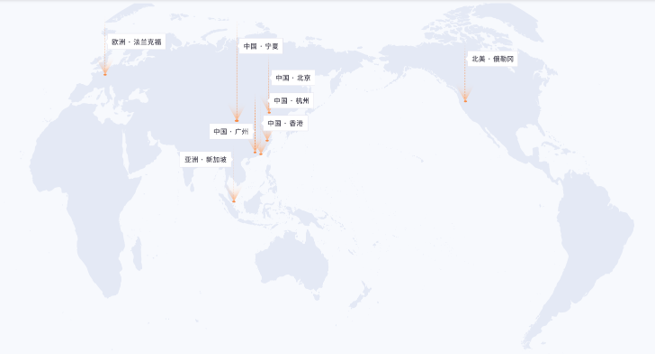 欧洲 · 法兰克福
中国 · 宁夏
北美 · 俄勒冈
中国 · 北京
中国 · 杭州
中国 · 香港
中国 · 广州
亚洲 · 新加坡